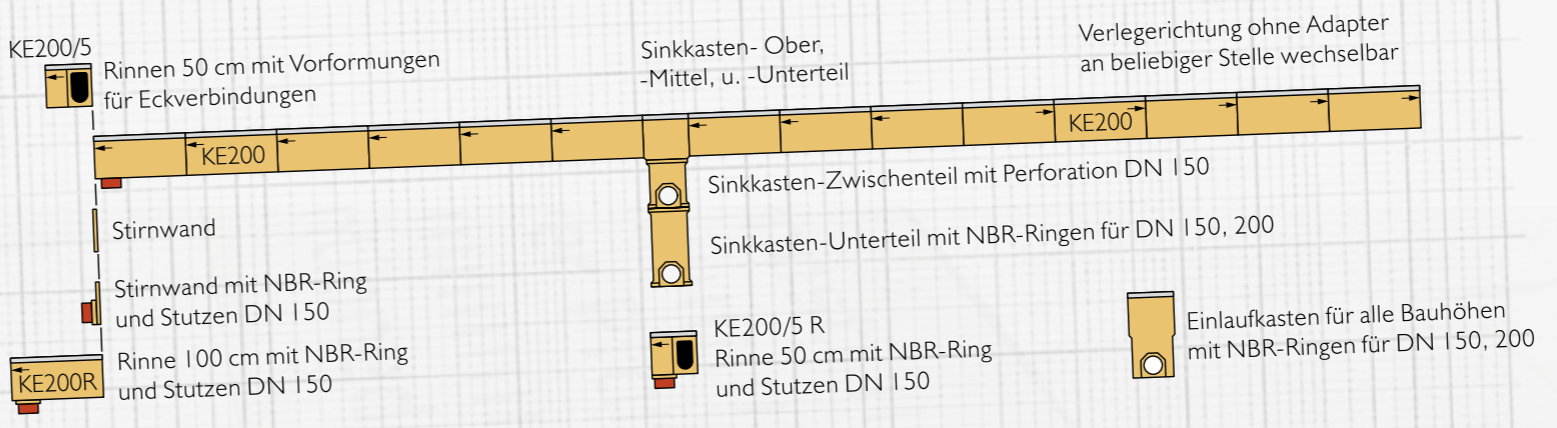 KE200/5
Rinnen 50 cm mit Vorformungen
für Eckverbindungen
Sinkkasten- Ober,
-Mittel, u. -Unterteil
Verlegerichtung ohne Adapter
an beliebiger Stelle wechselbar
KE200
KE200
Sinkkasten-Zwischenteil mit Perforation DN 150
Sinkkasten-Unterteil mit NBR-Ringen für DN 150, 200
Stirnwand
Stirnwand mit NBR-Ring
und Stutzen DN 150
KE200R
Rinne 100 cm mit NBR-Ring
und Stutzen DN 150
KE200/5 R
Rinne 50 cm mit NBR-Ring
und Stutzen DN 150
Einlaufkasten für alle Bauhöhen
mit NBR-Ringen für DN 150, 200